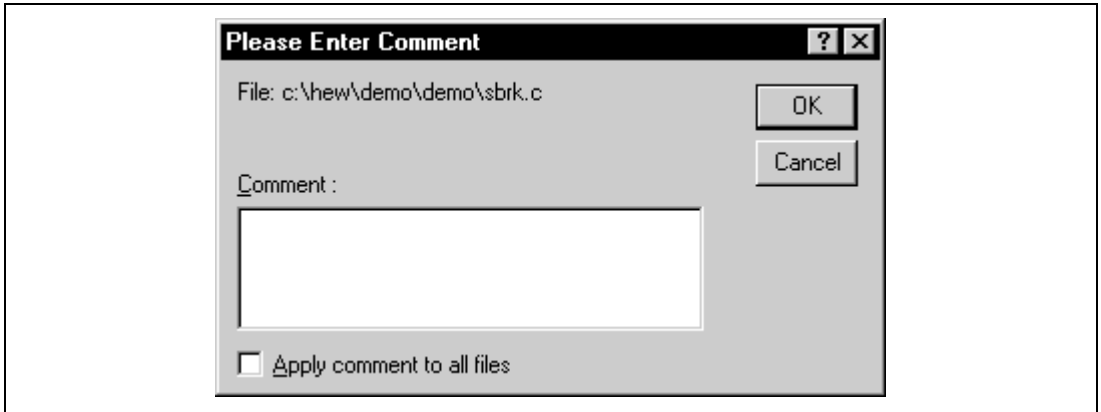 Please Enter Comment
File: c:\hew\demo\demo\sbrk.c
OK
Cancel
Comment :
Apply comment to all files